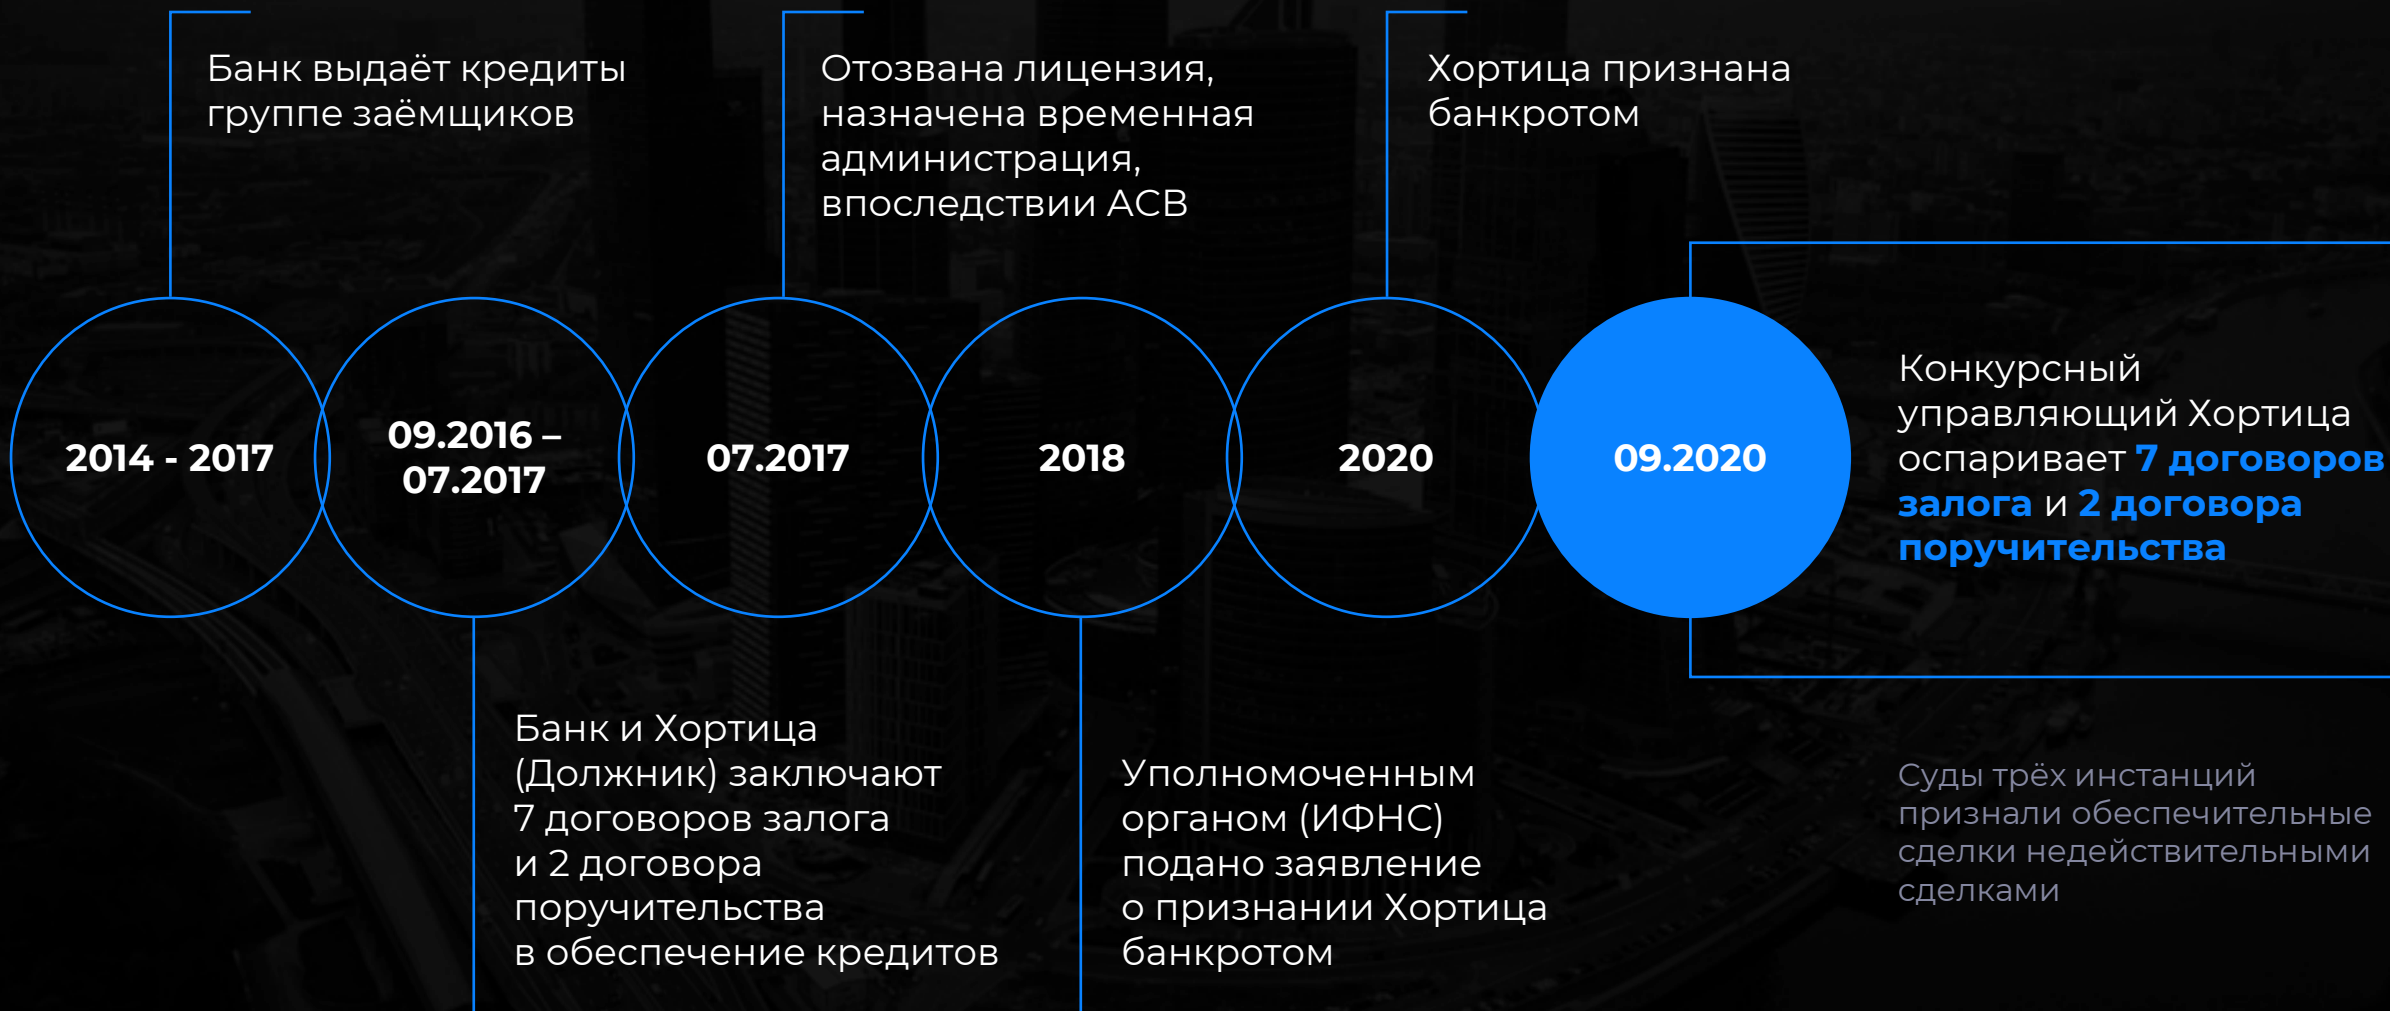 Банк выдаёт кредиты
группе заёмщиков
Отозвана лицензия,
назначена временная
администрация,
впоследствии АСВ
Хортица признана
банкротом
2014 - 2017
09.2016 –
07.2017
07.2017
2018
2020
09.2020
Конкурсный
управляющий Хортица
оспаривает 7 договоров
залога и 2 договора
поручительства
Банк и Хортица
(Должник) заключают
7 договоров залога
и 2 договора
поручительства
в обеспечение кредитов
Уполномоченным
органом (ИФНС)
подано заявление
о признании Хортица
банкротом
Суды трёх инстанций
признали обеспечительные
сделки недействительными
сделками